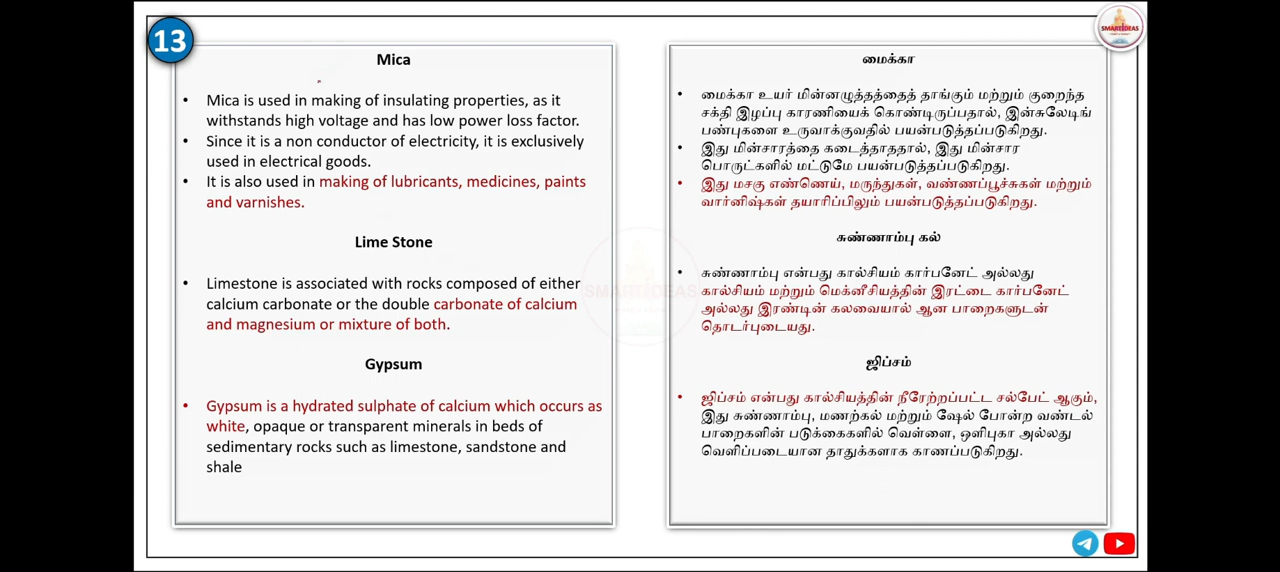 13
SMART IDEAS
Mica
• Mica is used in making of insulating properties, as it
withstands high voltage and has low power loss factor.
• Since it is a non conductor of electricity, it is exclusively
used in electrical goods.
• It is also used in making of lubricants, medicines, paints
and varnishes.
Lime Stone
• Limestone is associated with rocks composed of either
calcium carbonate or the double carbonate of calcium
and magnesium or mixture of both.
Gypsum
• Gypsum is a hydrated sulphate of calcium which occurs as
white, opaque or transparent minerals in beds of
sedimentary rocks such as limestone, sandstone and
shale
மைக்கா
• மைக்கா உயர் மின்னழுத்தத்தைத் தாங்கும் மற்றும் குறைந்த
சக்தி இழப்பு காரணியைக் கொண்டிருப்பதால், இன்சுலேடிங்
பண்புகளை உருவாக்குவதில் பயன்படுத்தப்படுகிறது.
• இது மின்சாரத்தை கடைத்தாததால், இது மின்சார
பொருட்களில் மட்டுமே பயன்படுத்தப்படுகிறது.
• இது மசகு எண்ணெய், மருந்துகள், வண்ணப்பூச்சுகள் மற்றும்
வார்னிஷ்கள் தயாரிப்பிலும் பயன்படுத்தப்படுகிறது.
சுண்ணாம்பு கல்
• சுண்ணாம்பு என்பது கால்சியம் கார்பனேட் அல்லது
கால்சியம் மற்றும் மெக்னீசியத்தின் இரட்டை கார்பனேட்
அல்லது இரண்டின் கலவையால் ஆன பாறைகளுடன்
தொடர்புடையது.
ஜிப்சம்
• ஜிப்சம் என்பது கால்சியத்தின் நீரேற்றப்பட்ட சல்பேட் ஆகும்,
இது சுண்ணாம்பு, மணற்கல் மற்றும் ஷேல் போன்ற வண்டல்
பாறைகளின் படுக்கைகளில் வெள்ளை, ஒளிபுகா அல்லது
வெளிப்படையான தாதுக்களாக காணப்படுகிறது.
SMART IDEAS